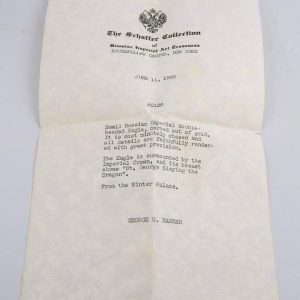 The Schaffer Collection
of
Russian Imperial Art Treasures
ROCKEFELLER CENTER, NEW YORK
JUNE 11,
Small Russian Imperial double-
headed Eagle, carved out of gold.
It is most minutely chased and
all details are faithfully render-
ed with great precision.
The Eagle is surmounted by the
Imperial Crown, and its breast
shows "St. George slaying the
Dragon".
From the Winter Palace.
GEORGE